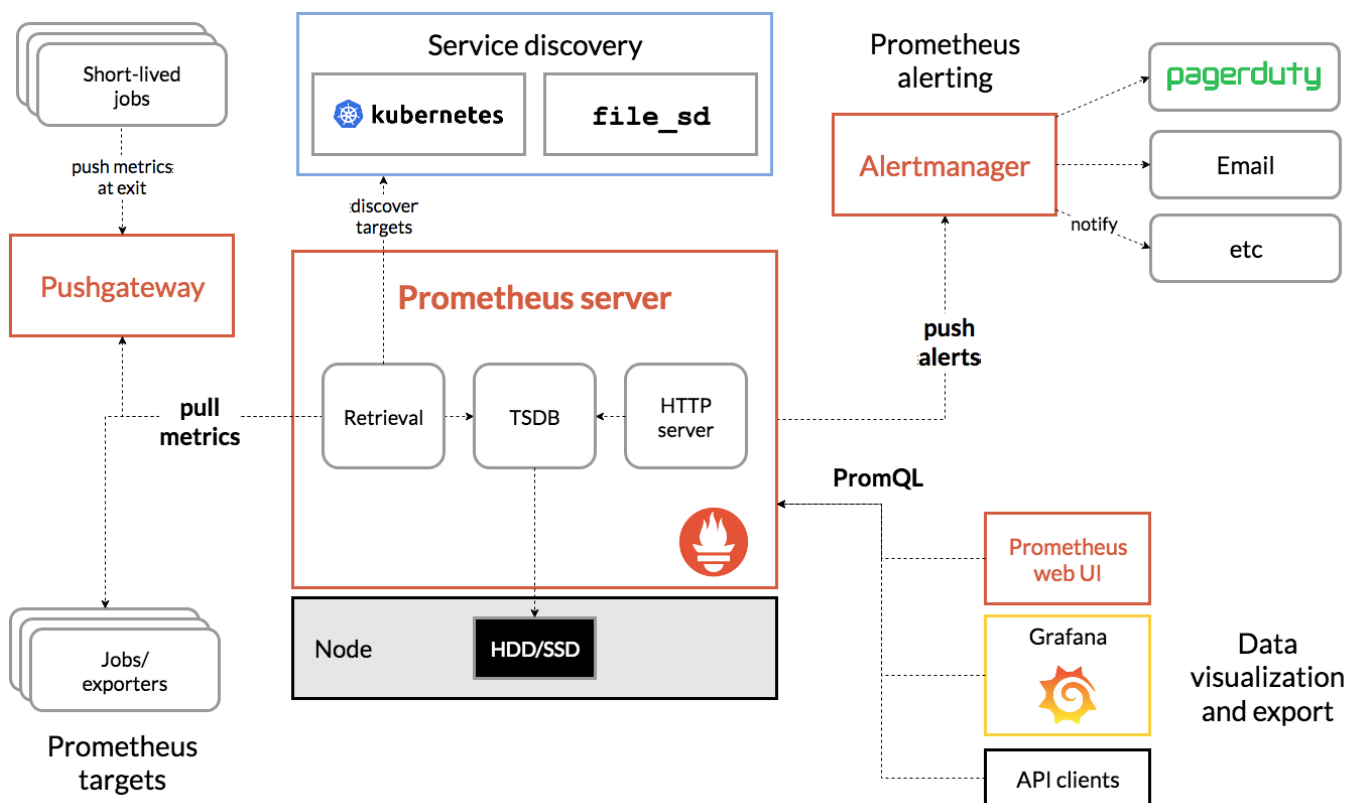 Short-lived
jobs
push metrics
at exit
Pushgateway
pull
metrics
Jobs/
exporters
Prometheus
targets
Service discovery
kubernetes
file_sd
discover
targets
Prometheus server
Retrieval
TSDB
HTTP
server
Node
HDD/SSD
Prometheus
alerting
Alertmanager
pagerduty
Email
notify
etc
push
alerts
PromQL
Prometheus
web UI
Grafana
API clients
Data
visualization
and export